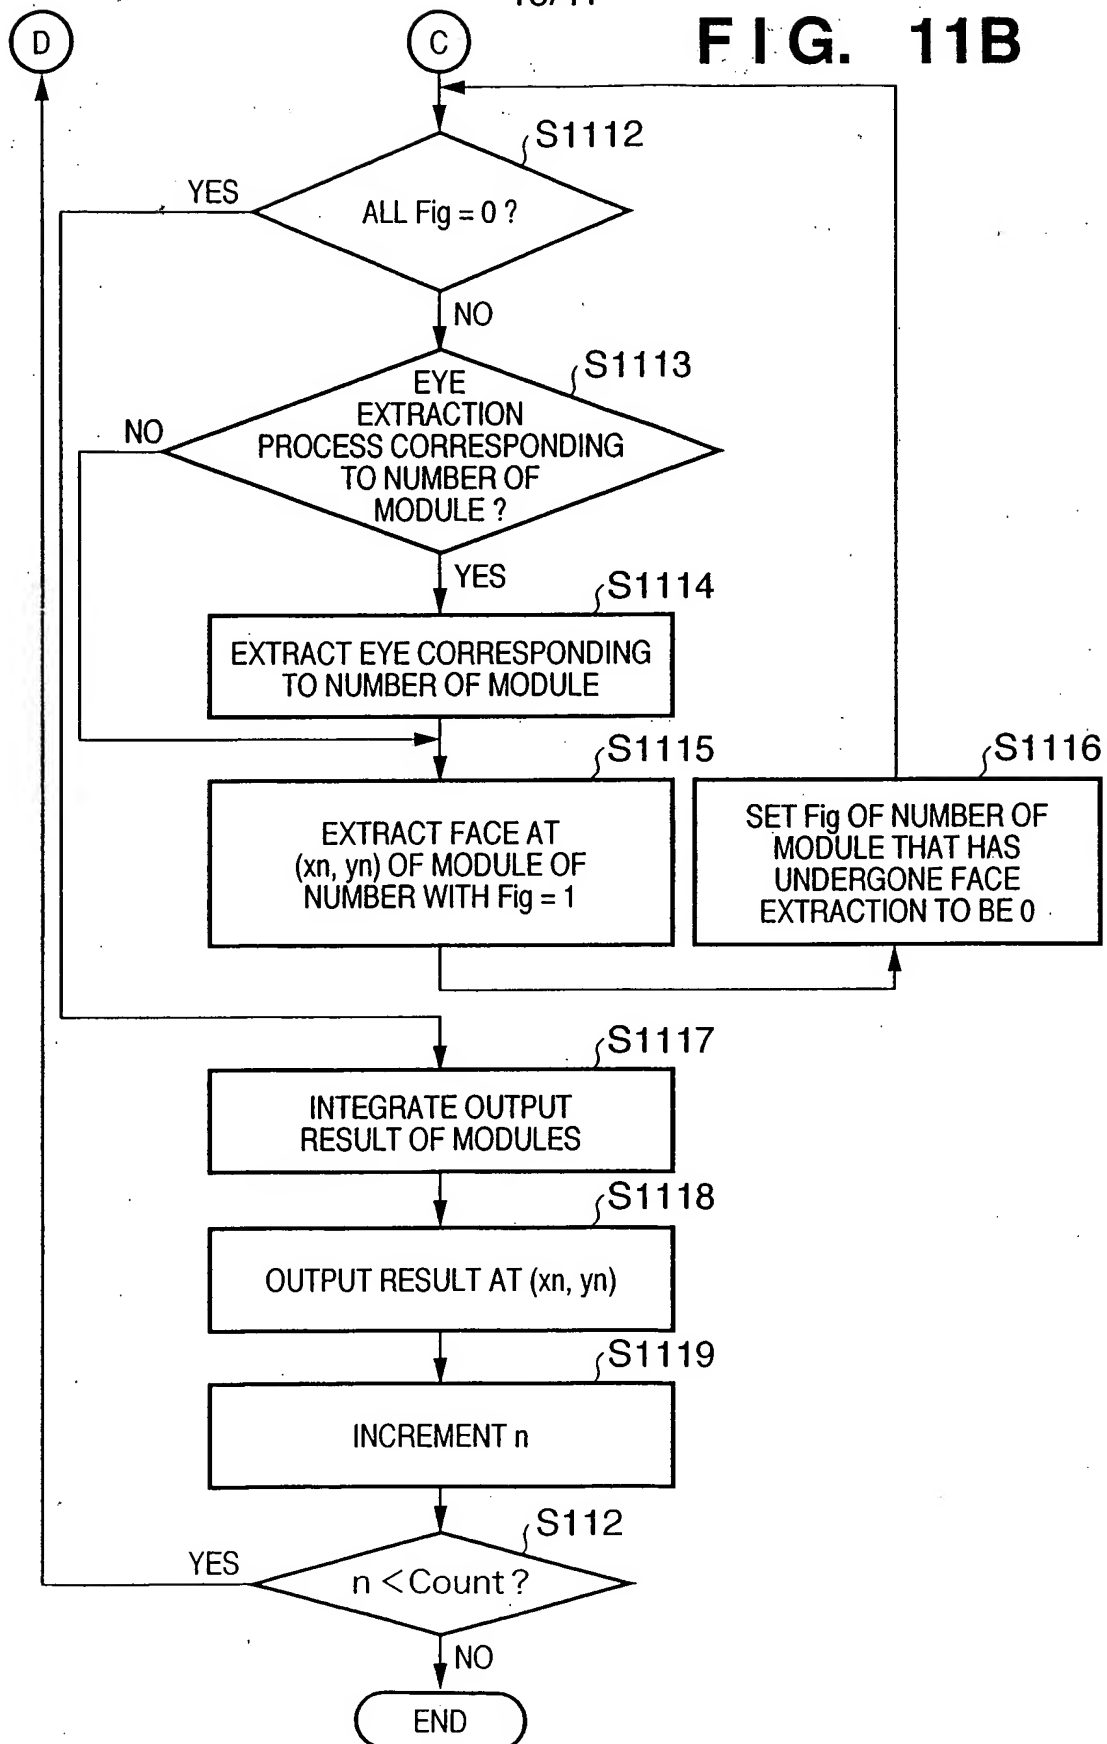 D
C
FIG. 11B
S1112
YES
ALL Fig = 0 ?
NO
S1113
EYE
EXTRACTION
PROCESS CORRESPONDING
TO NUMBER OF
MODULE ?
NO
YES
S1114
EXTRACT EYE CORRESPONDING
TO NUMBER OF MODULE
S1115
EXTRACT FACE AT
(xn, yn) OF MODULE OF
NUMBER WITH Fig = 1
S1116
SET Fig OF NUMBER OF
MODULE THAT HAS
UNDERGONE FACE
EXTRACTION TO BE 0
S1117
INTEGRATE OUTPUT
RESULT OF MODULES
S1118
OUTPUT RESULT AT (xn, yn)
S1119
INCREMENT n
S112
YES
n < Count ?
NO
END